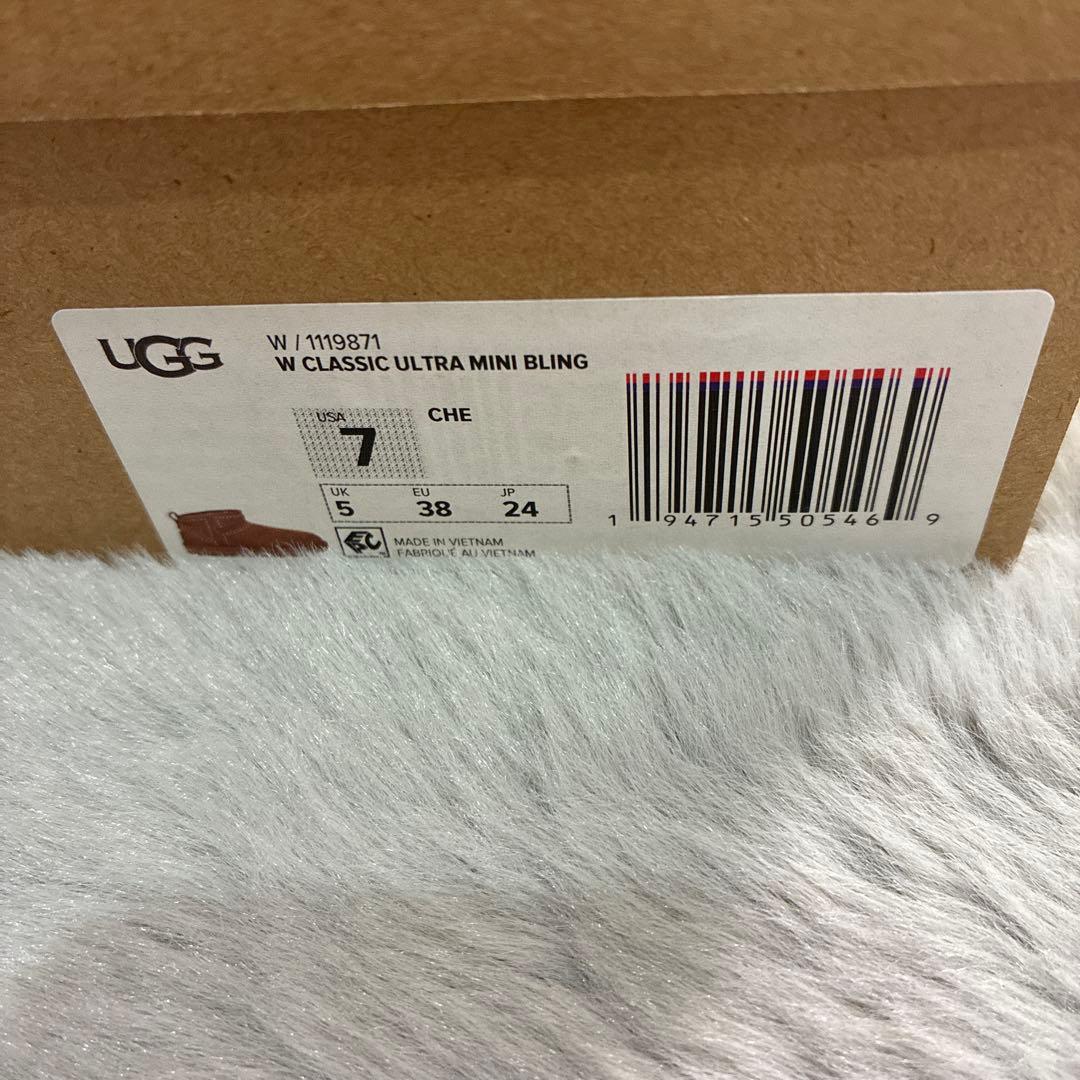 UGG
W / 1119871
W CLASSIC ULTRA MINI BLING
USA
7
CHE
UK EU JP
5 38 24
MADE IN VIETNAM
FABRIQUÉ AU VIETNAM
1 94715 50546 9